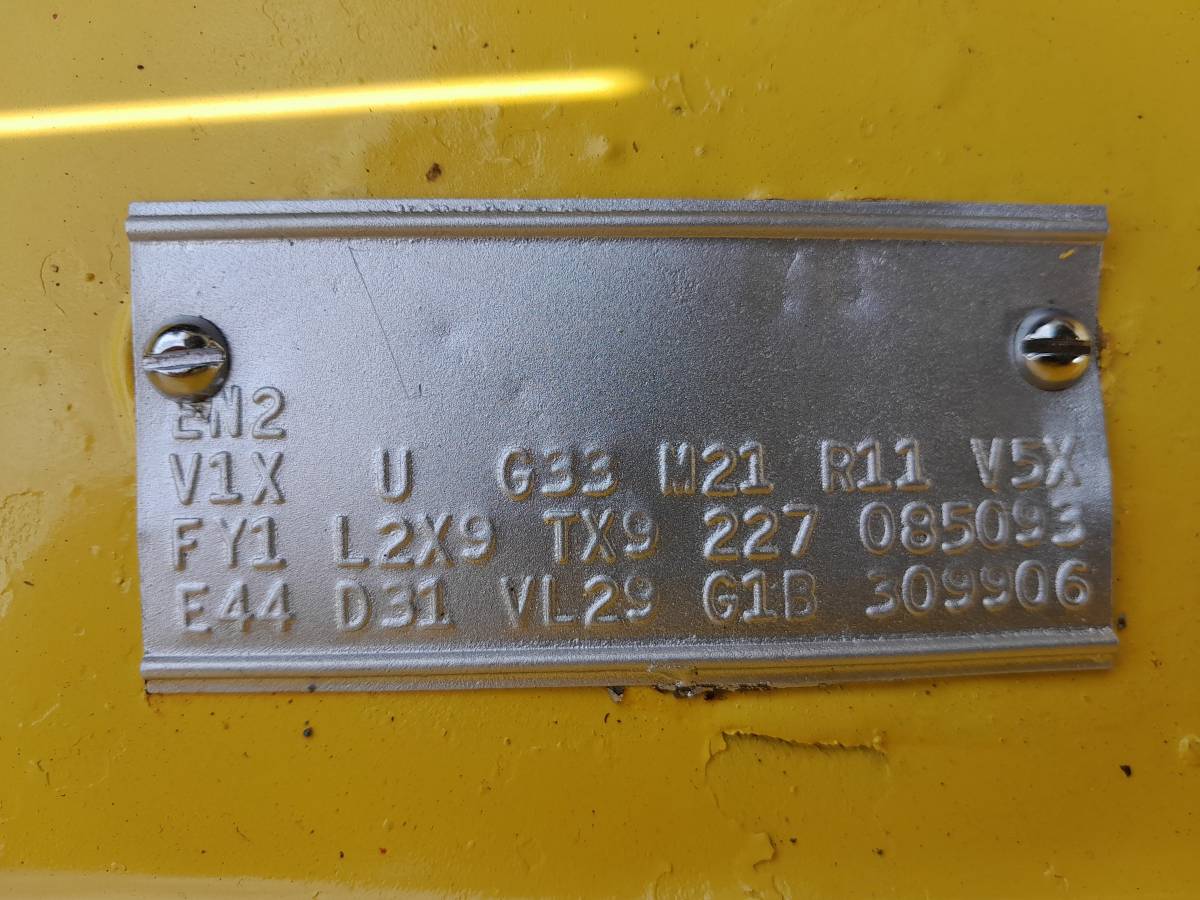 EN2
V1X U G33 M21 R11 V5X
FY1 L2X9 TX9 227 085093
E44 D31 VL29 G1B 309906